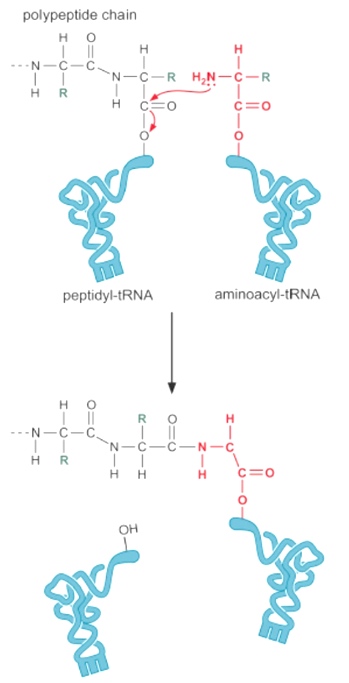 polypeptide chain
H O H H
N C C N C R H₂N: C R
H R H C O C O
O O
peptidyl-tRNA aminoacyl-tRNA
H O R O H
N C C N C C N C
H R H H H C O
O
OH